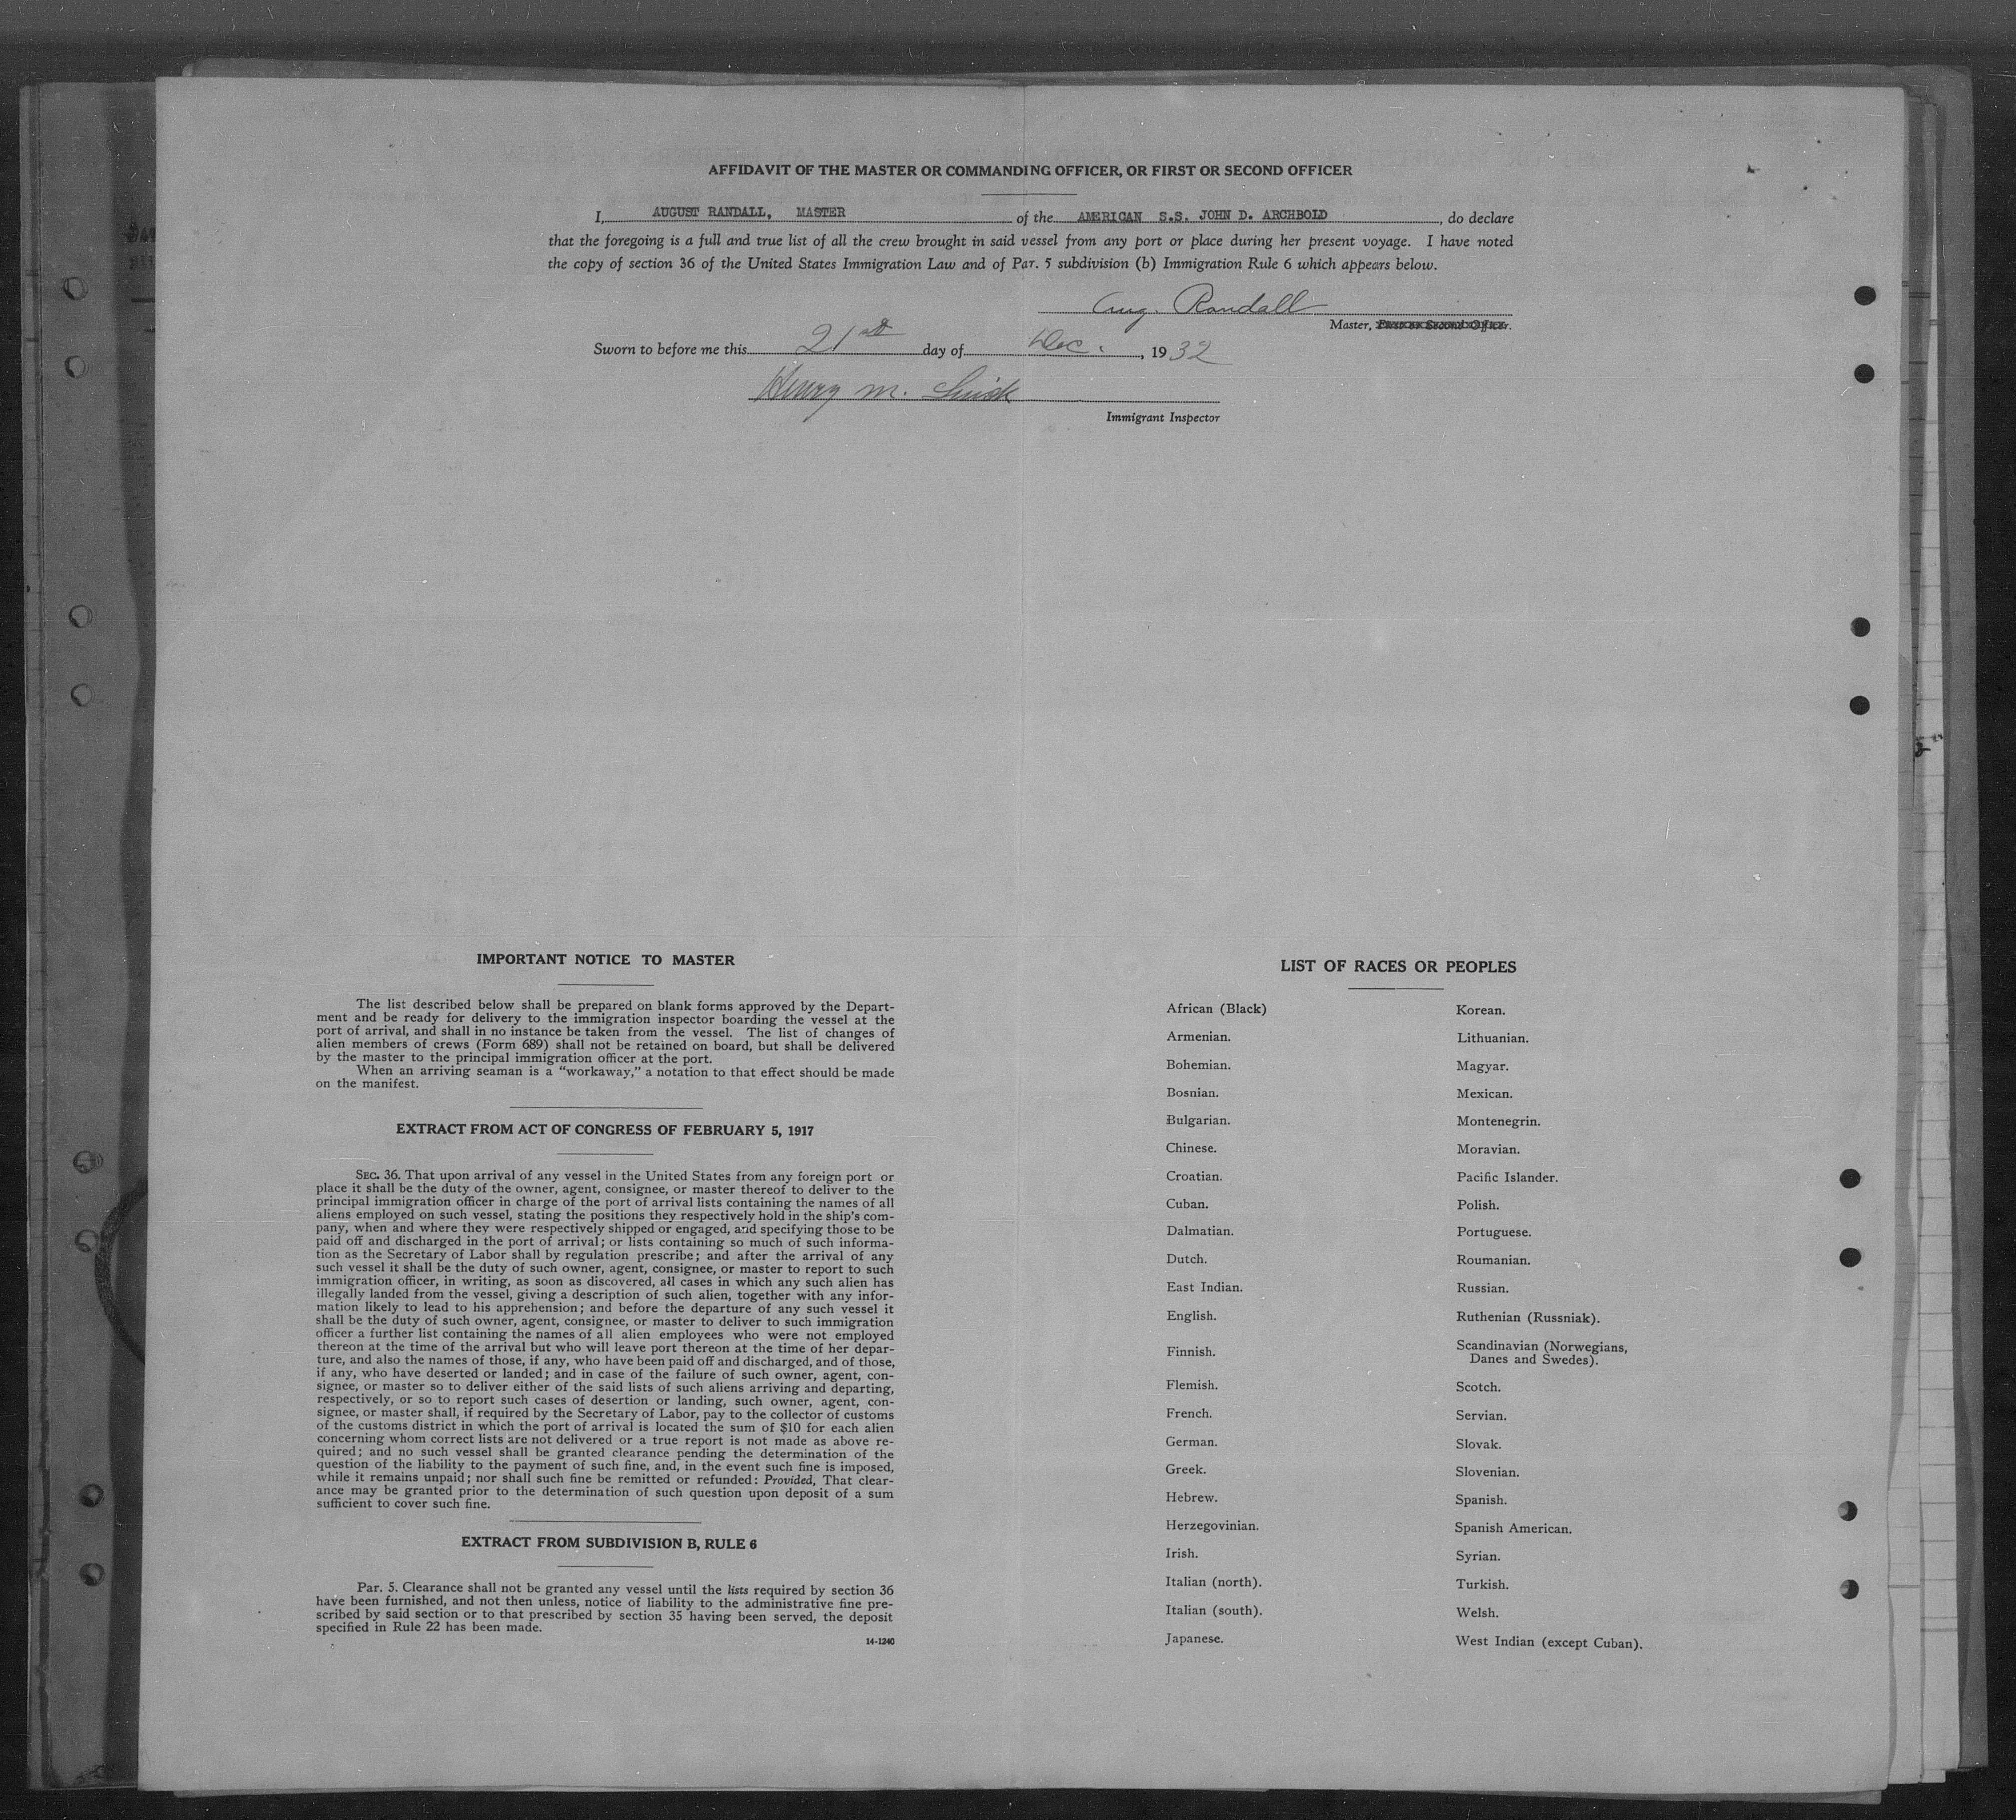 AFFIDAVIT OF THE MASTER OR COMMANDING OFFICER, OR FIRST OR SECOND OFFICER
I, AUGUST RANDALL, MASTER of the AMERICAN S.S. JOHN D. ARCHBOLD, do declare
that the foregoing is a full and true list of all the crew brought in said vessel from any port or place during her present voyage. I have noted
the copy of section 36 of the United States Immigration Law and of Par. 5 subdivision (b) Immigration Rule 6 which appears below.
Aug. Randall
Master, First or Second Officer.
Sworn to before me this 21st day of Dec. , 1932
Henry M.
Immigrant Inspector
IMPORTANT NOTICE TO MASTER
The list described below shall be prepared on blank forms approved by the Depart-
ment and be ready for delivery to the immigration inspector boarding the vessel at the
port of arrival, and shall in no instance be taken from the vessel. The list of changes of
alien members of crews (Form 689) shall not be retained on board, but shall be delivered
by the master to the principal immigration officer at the port.
When an arriving seaman is a "workaway," a notation to that effect should be made
on the manifest.
EXTRACT FROM ACT OF CONGRESS OF FEBRUARY 5, 1917
SEC. 36. That upon arrival of any vessel in the United States from any foreign port or
place it shall be the duty of the owner, agent, consignee, or master thereof to deliver to the
principal immigration officer in charge of the port of arrival lists containing the names of all
aliens employed on such vessel, stating the positions they respectively hold in the ship's com-
pany, when and where they were respectively shipped or engaged, and specifying those to be
paid off and discharged in the port of arrival; or lists containing so much of such informa-
tion as the Secretary of Labor shall by regulation prescribe; and after the arrival of any
such vessel it shall be the duty of such owner, agent, consignee, or master to report to such
immigration officer, in writing, as soon as discovered, all cases in which any such alien has
illegally landed from the vessel, giving a description of such alien, together with any infor-
mation likely to lead to his apprehension; and before the departure of any such vessel it
shall be the duty of such owner, agent, consignee, or master to deliver to such immigration
officer a further list containing the names of all alien employees who were not employed
thereon at the time of the arrival but who will leave port thereon at the time of her depar-
ture, and also the names of those, if any, who have been paid off and discharged, and of those,
if any, who have deserted or landed; and in case of the failure of such owner, agent, con-
signee, or master so to deliver either of the said lists of such aliens arriving and departing,
respectively, or so to report such cases of desertion or landing, such owner, agent, con-
signee, or master shall, if required by the Secretary of Labor, pay to the collector of customs
of the customs district in which the port of arrival is located the sum of $10 for each alien
concerning whom correct lists are not delivered or a true report is not made as above re-
quired; and no such vessel shall be granted clearance pending the determination of the
question of the liability to the payment of such fine, and, in the event such fine is imposed,
while it remains unpaid; nor shall such fine be remitted or refunded: Provided, That clear-
ance may be granted prior to the determination of such question upon deposit of a sum
sufficient to cover such fine.
EXTRACT FROM SUBDIVISION B, RULE 6
Par. 5. Clearance shall not be granted any vessel until the lists required by section 36
have been furnished, and not then unless, notice of liability to the administrative fine pre-
scribed by said section or to that prescribed by section 35 having been served, the deposit
specified in Rule 22 has been made.
14-1240
LIST OF RACES OR PEOPLES
African (Black)
Armenian.
Bohemian.
Bosnian.
Bulgarian.
Chinese.
Croatian.
Cuban.
Dalmatian.
Dutch.
East Indian.
English.
Finnish.
Flemish.
French.
German.
Greek.
Hebrew.
Herzegovinian.
Irish.
Italian (north).
Italian (south).
Japanese.
Korean.
Lithuanian.
Magyar.
Mexican.
Montenegrin.
Moravian.
Pacific Islander.
Polish.
Portuguese.
Roumanian.
Russian.
Ruthenian (Russniak).
Scandinavian (Norwegians,
Danes and Swedes).
Scotch.
Servian.
Slovak.
Slovenian.
Spanish.
Spanish American.
Syrian.
Turkish.
Welsh.
West Indian (except Cuban).